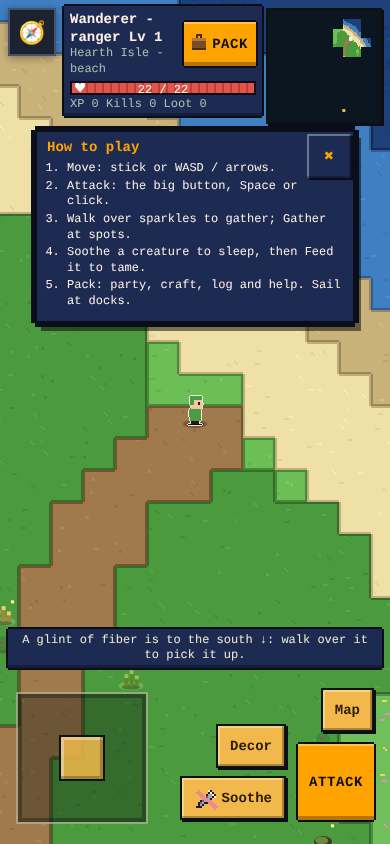 Wanderer -
ranger Lv 1
Hearth Isle -
beach
PACK
22 / 22
XP 0 Kills 0 Loot 0
How to play
1. Move: stick or WASD / arrows.
2. Attack: the big button, Space or
click.
3. Walk over sparkles to gather; Gather
at spots.
4. Soothe a creature to sleep, then Feed
it to tame.
5. Pack: party, craft, log and help. Sail
at docks.
A glint of fiber is to the south ↓: walk over it
to pick it up.
Map
Decor
ATTACK
Soothe